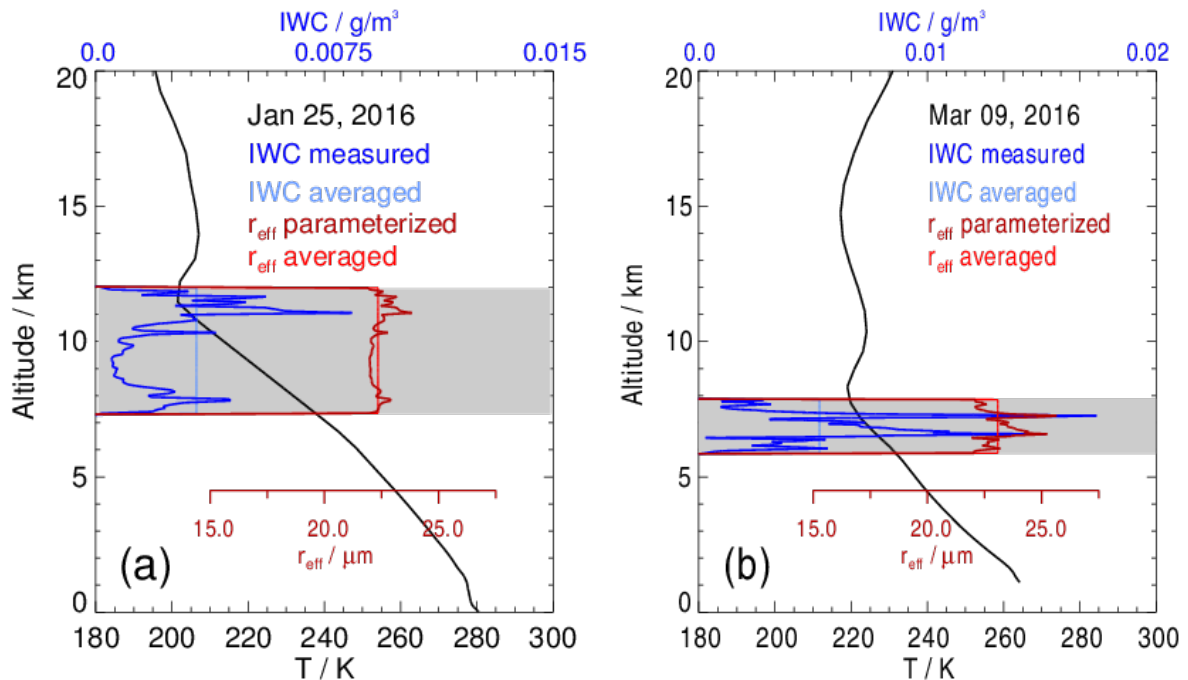 IWC / g/m³
0.0 0.0075 0.015
20
15
10
5
0
Altitude / km
Jan 25, 2016
IWC measured
IWC averaged
r_eff parameterized
r_eff averaged
15.0 20.0 25.0
r_eff / μm
(a)
180 200 220 240 260 280 300
T / K
IWC / g/m³
0.0 0.01 0.02
20
15
10
5
0
Altitude / km
Mar 09, 2016
IWC measured
IWC averaged
r_eff parameterized
r_eff averaged
15.0 20.0 25.0
r_eff / μm
(b)
180 200 220 240 260 280 300
T / K